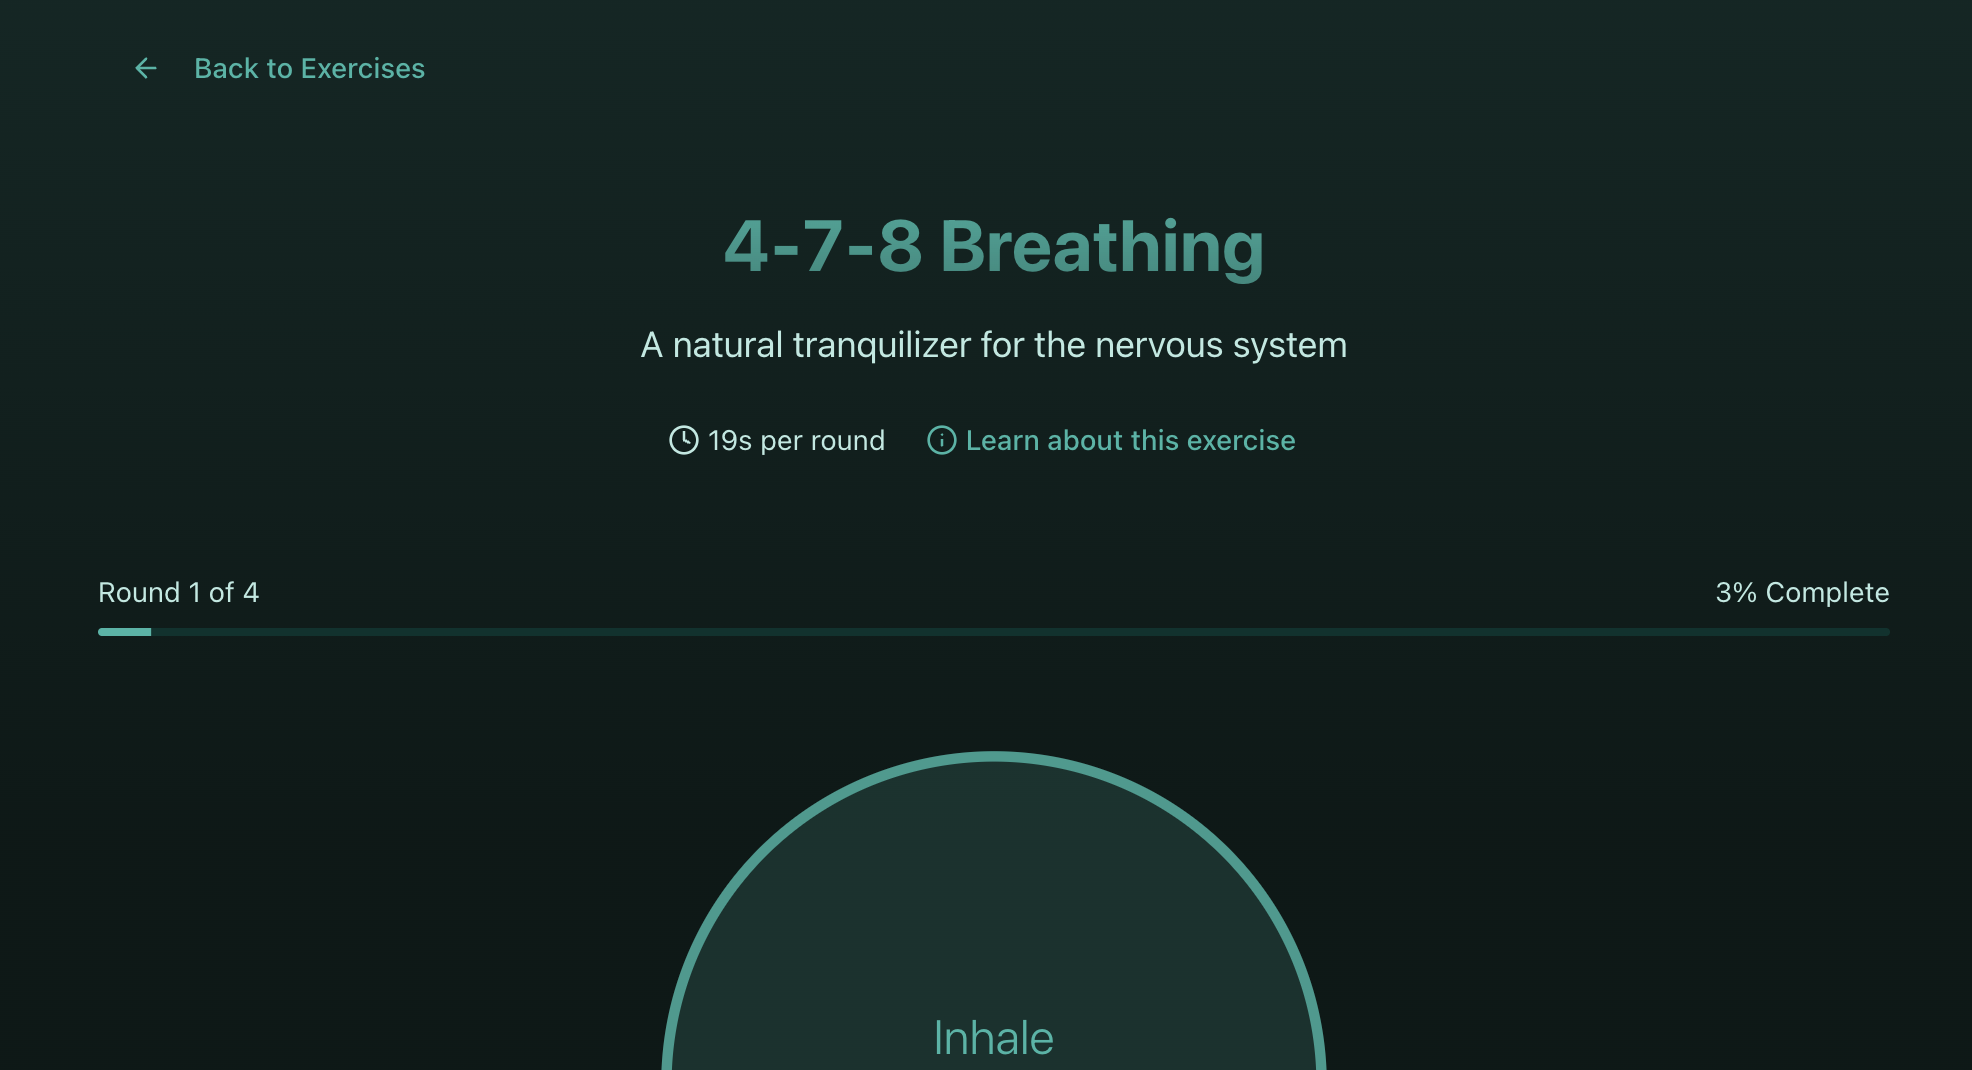 Back to Exercises
4-7-8 Breathing
A natural tranquilizer for the nervous system
19s per round
Learn about this exercise
Round 1 of 4
3% Complete
Inhale